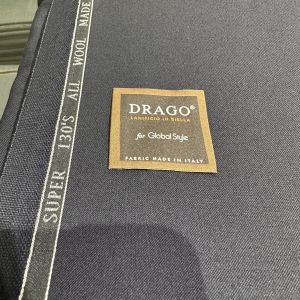 SUPER 130'S ALL WOOL MADE
DRAGO®
LANIFICIO IN BIELLA
for Global Style
FABRIC MADE IN ITALY